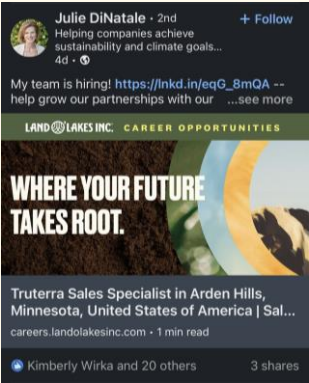 Julie DiNatale • 2nd
+ Follow
Helping companies achieve
sustainability and climate goals...
4d •
My team is hiring! https://lnkd.in/eqG_8mQA --
help grow our partnerships with our ...see more
LAND O LAKES INC. CAREER OPPORTUNITIES
WHERE YOUR FUTURE
TAKES ROOT.
Truterra Sales Specialist in Arden Hills,
Minnesota, United States of America | Sal...
careers.landolakesinc.com • 1 min read
Kimberly Wirka and 20 others
3 shares